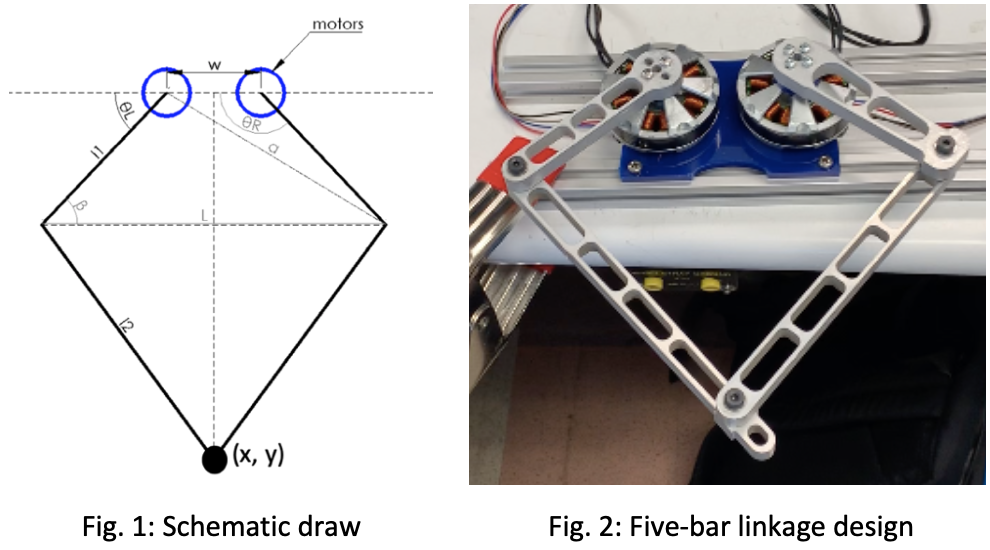 motors
w
θL
θR
l1
a
β
L
l2
(x, y)
Fig. 1: Schematic draw
Fig. 2: Five-bar linkage design